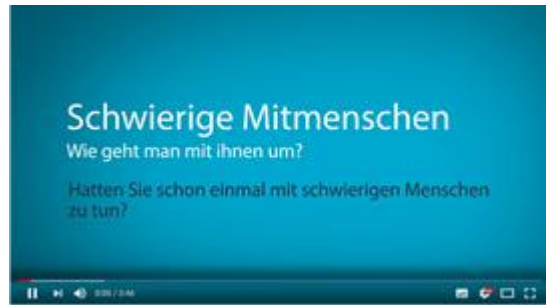 Schwierige Mitmenschen
Wie geht man mit ihnen um?
Hatten Sie schon einmal mit schwierigen Menschen
zu tun?